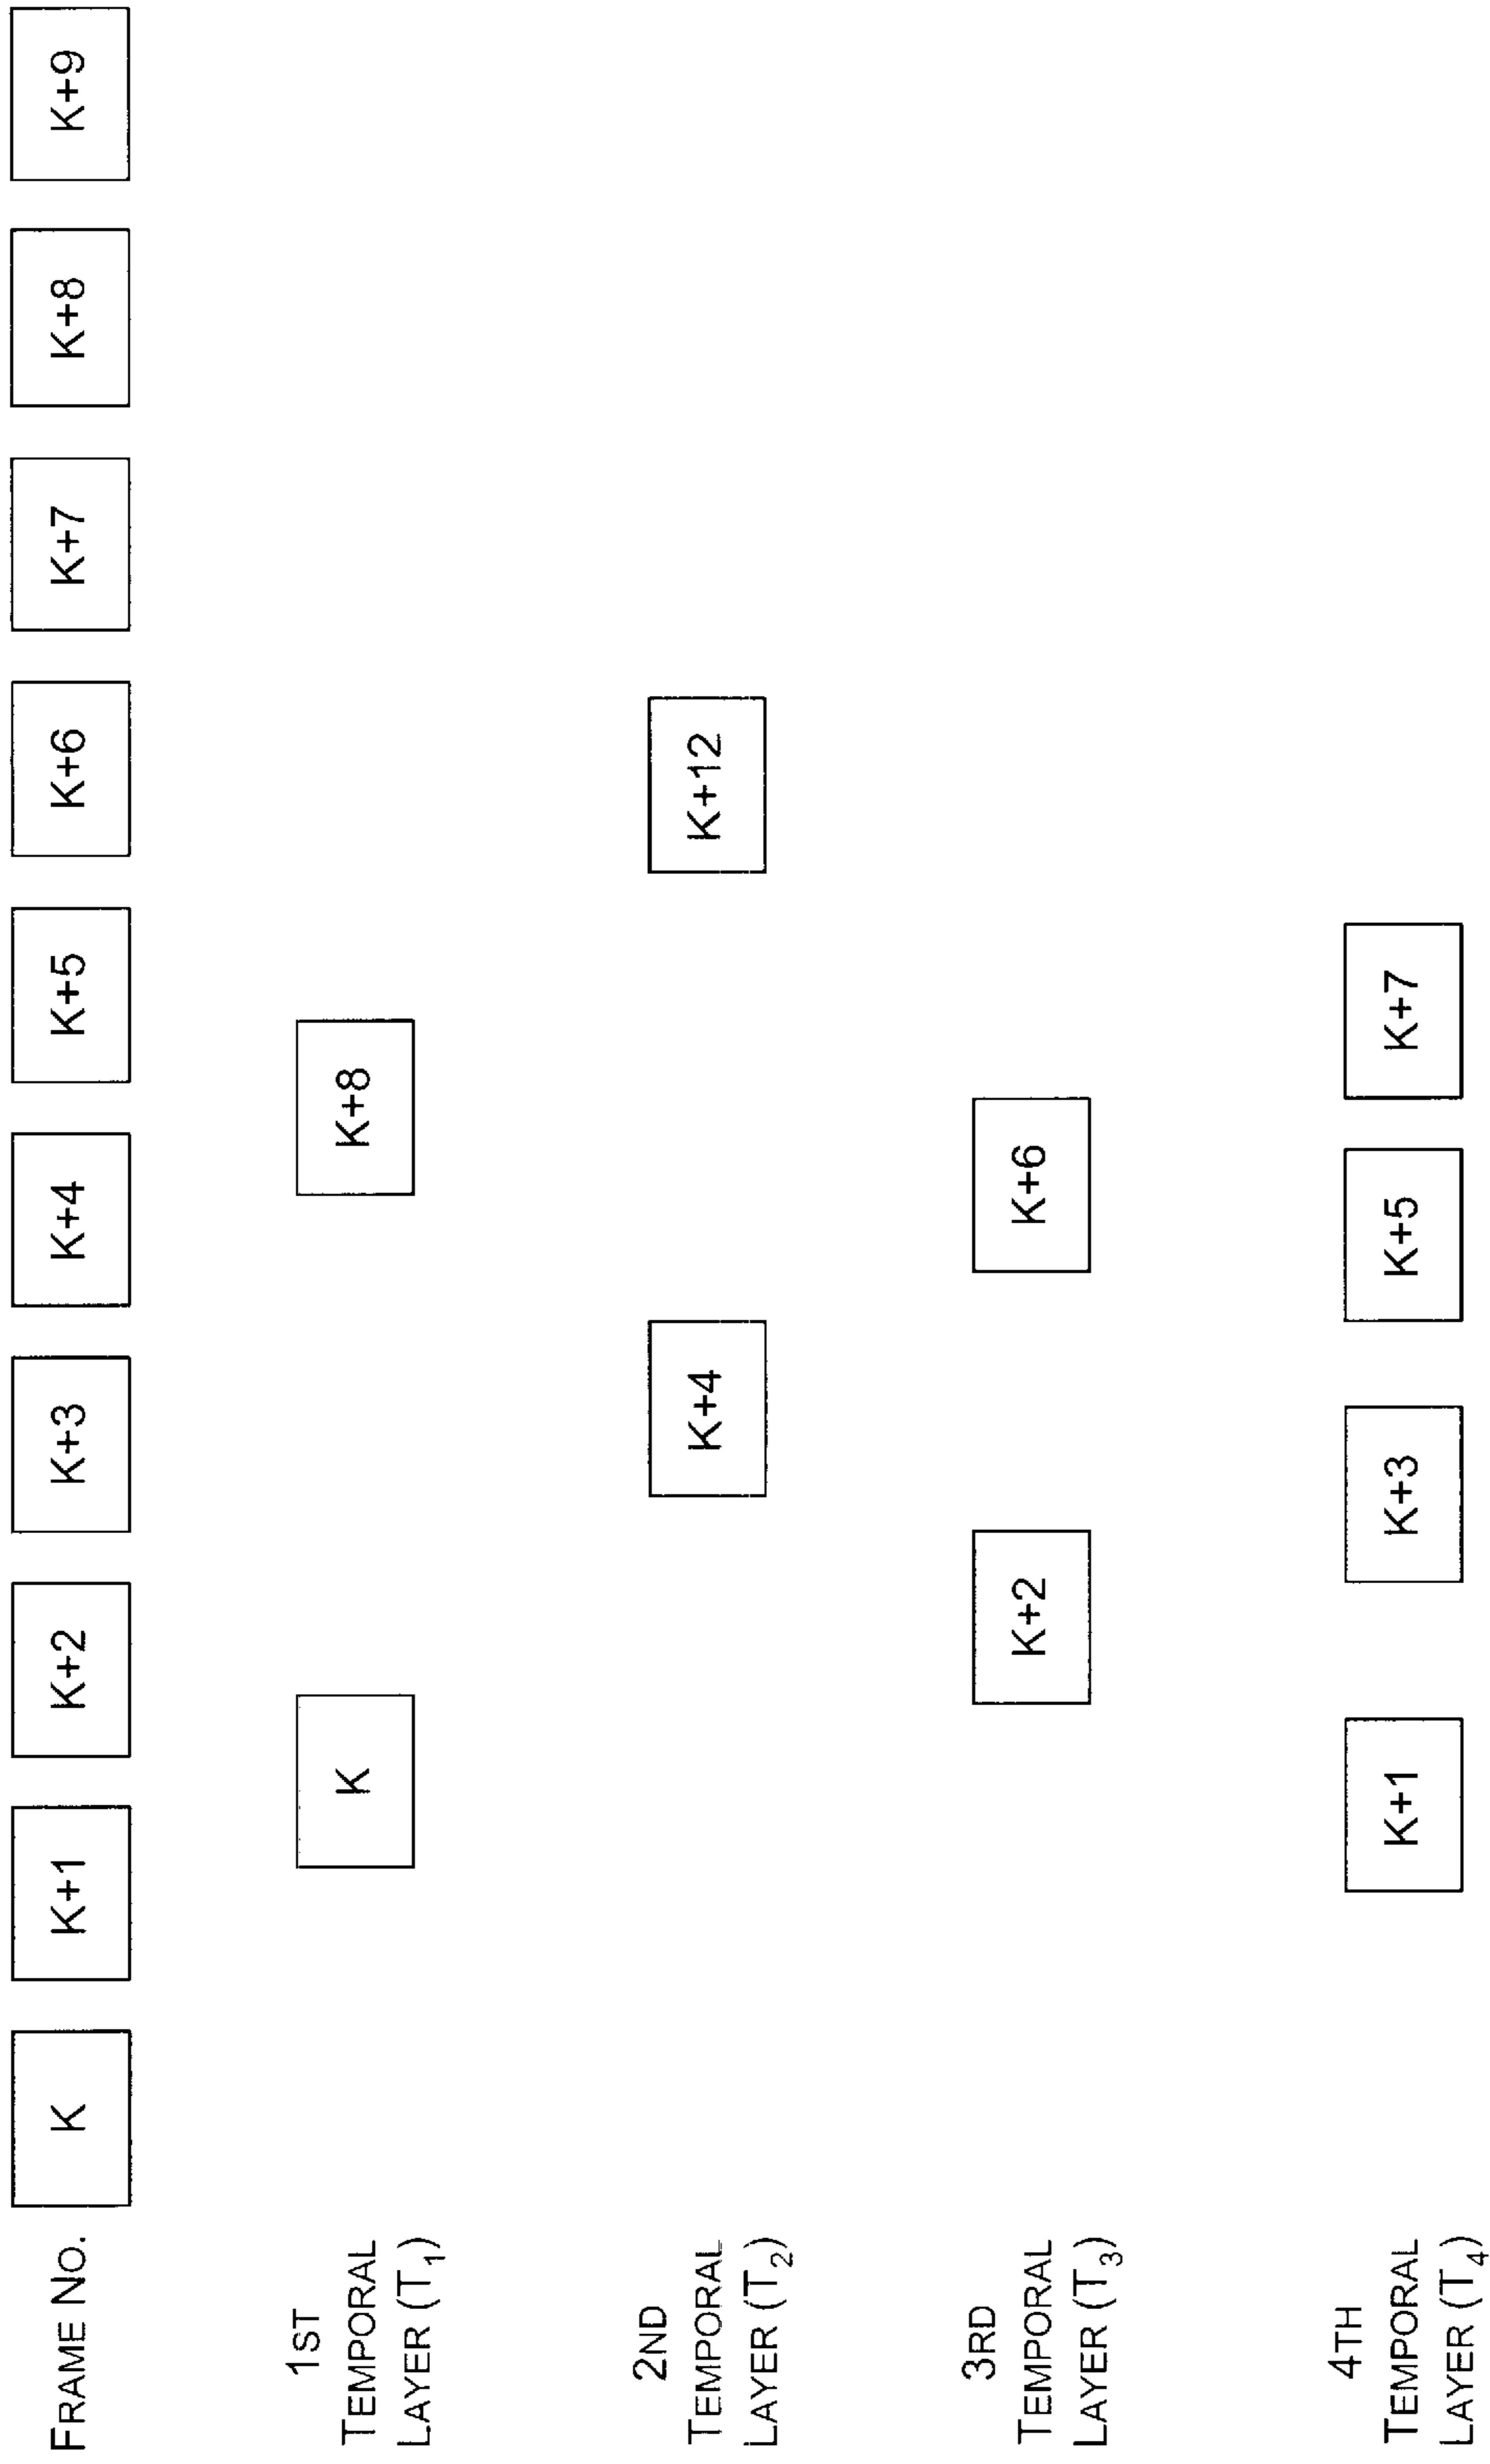 FRAME NO. K K+1 K+2 K+3 K+4 K+5 K+6 K+7 K+8 K+9
1ST
TEMPORAL
LAYER (T1)
K K+8
2ND
TEMPORAL
LAYER (T2)
K+4 K+12
3RD
TEMPORAL
LAYER (T3)
K+2 K+6
4TH
TEMPORAL
LAYER (T4)
K+1 K+3 K+5 K+7